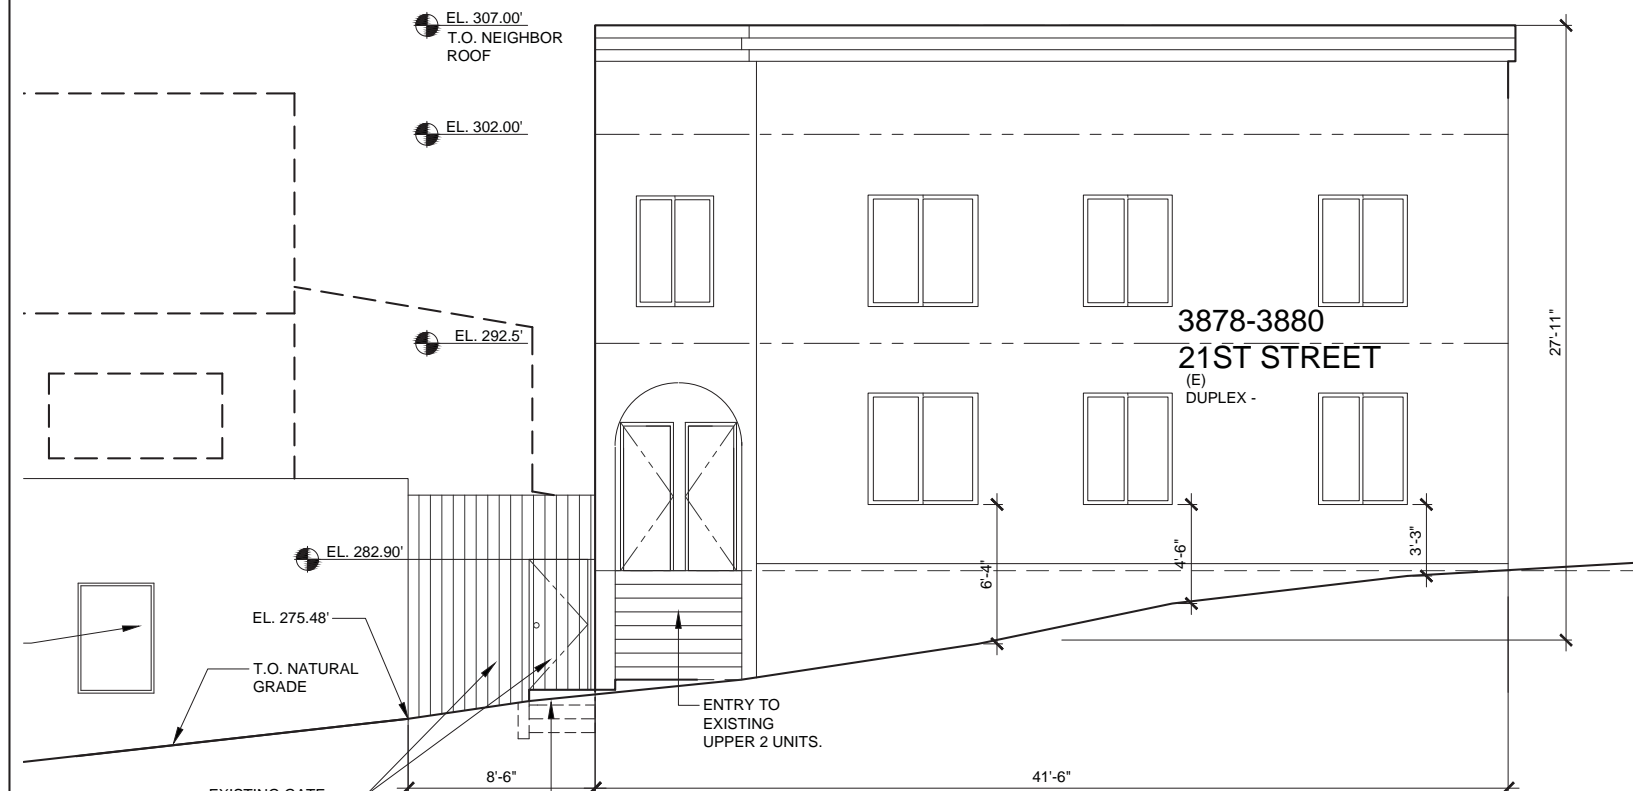 EL. 307.00'
T.O. NEIGHBOR
ROOF
EL. 302.00'
EL. 292.5'
3878-3880
21ST STREET
(E)
DUPLEX -
27'-11"
6'-4"
4'-6"
3'-3"
EL. 282.90'
EL. 275.48'
T.O. NATURAL
GRADE
ENTRY TO
EXISTING
UPPER 2 UNITS.
8'-6"
41'-6"
EXISTING GATE